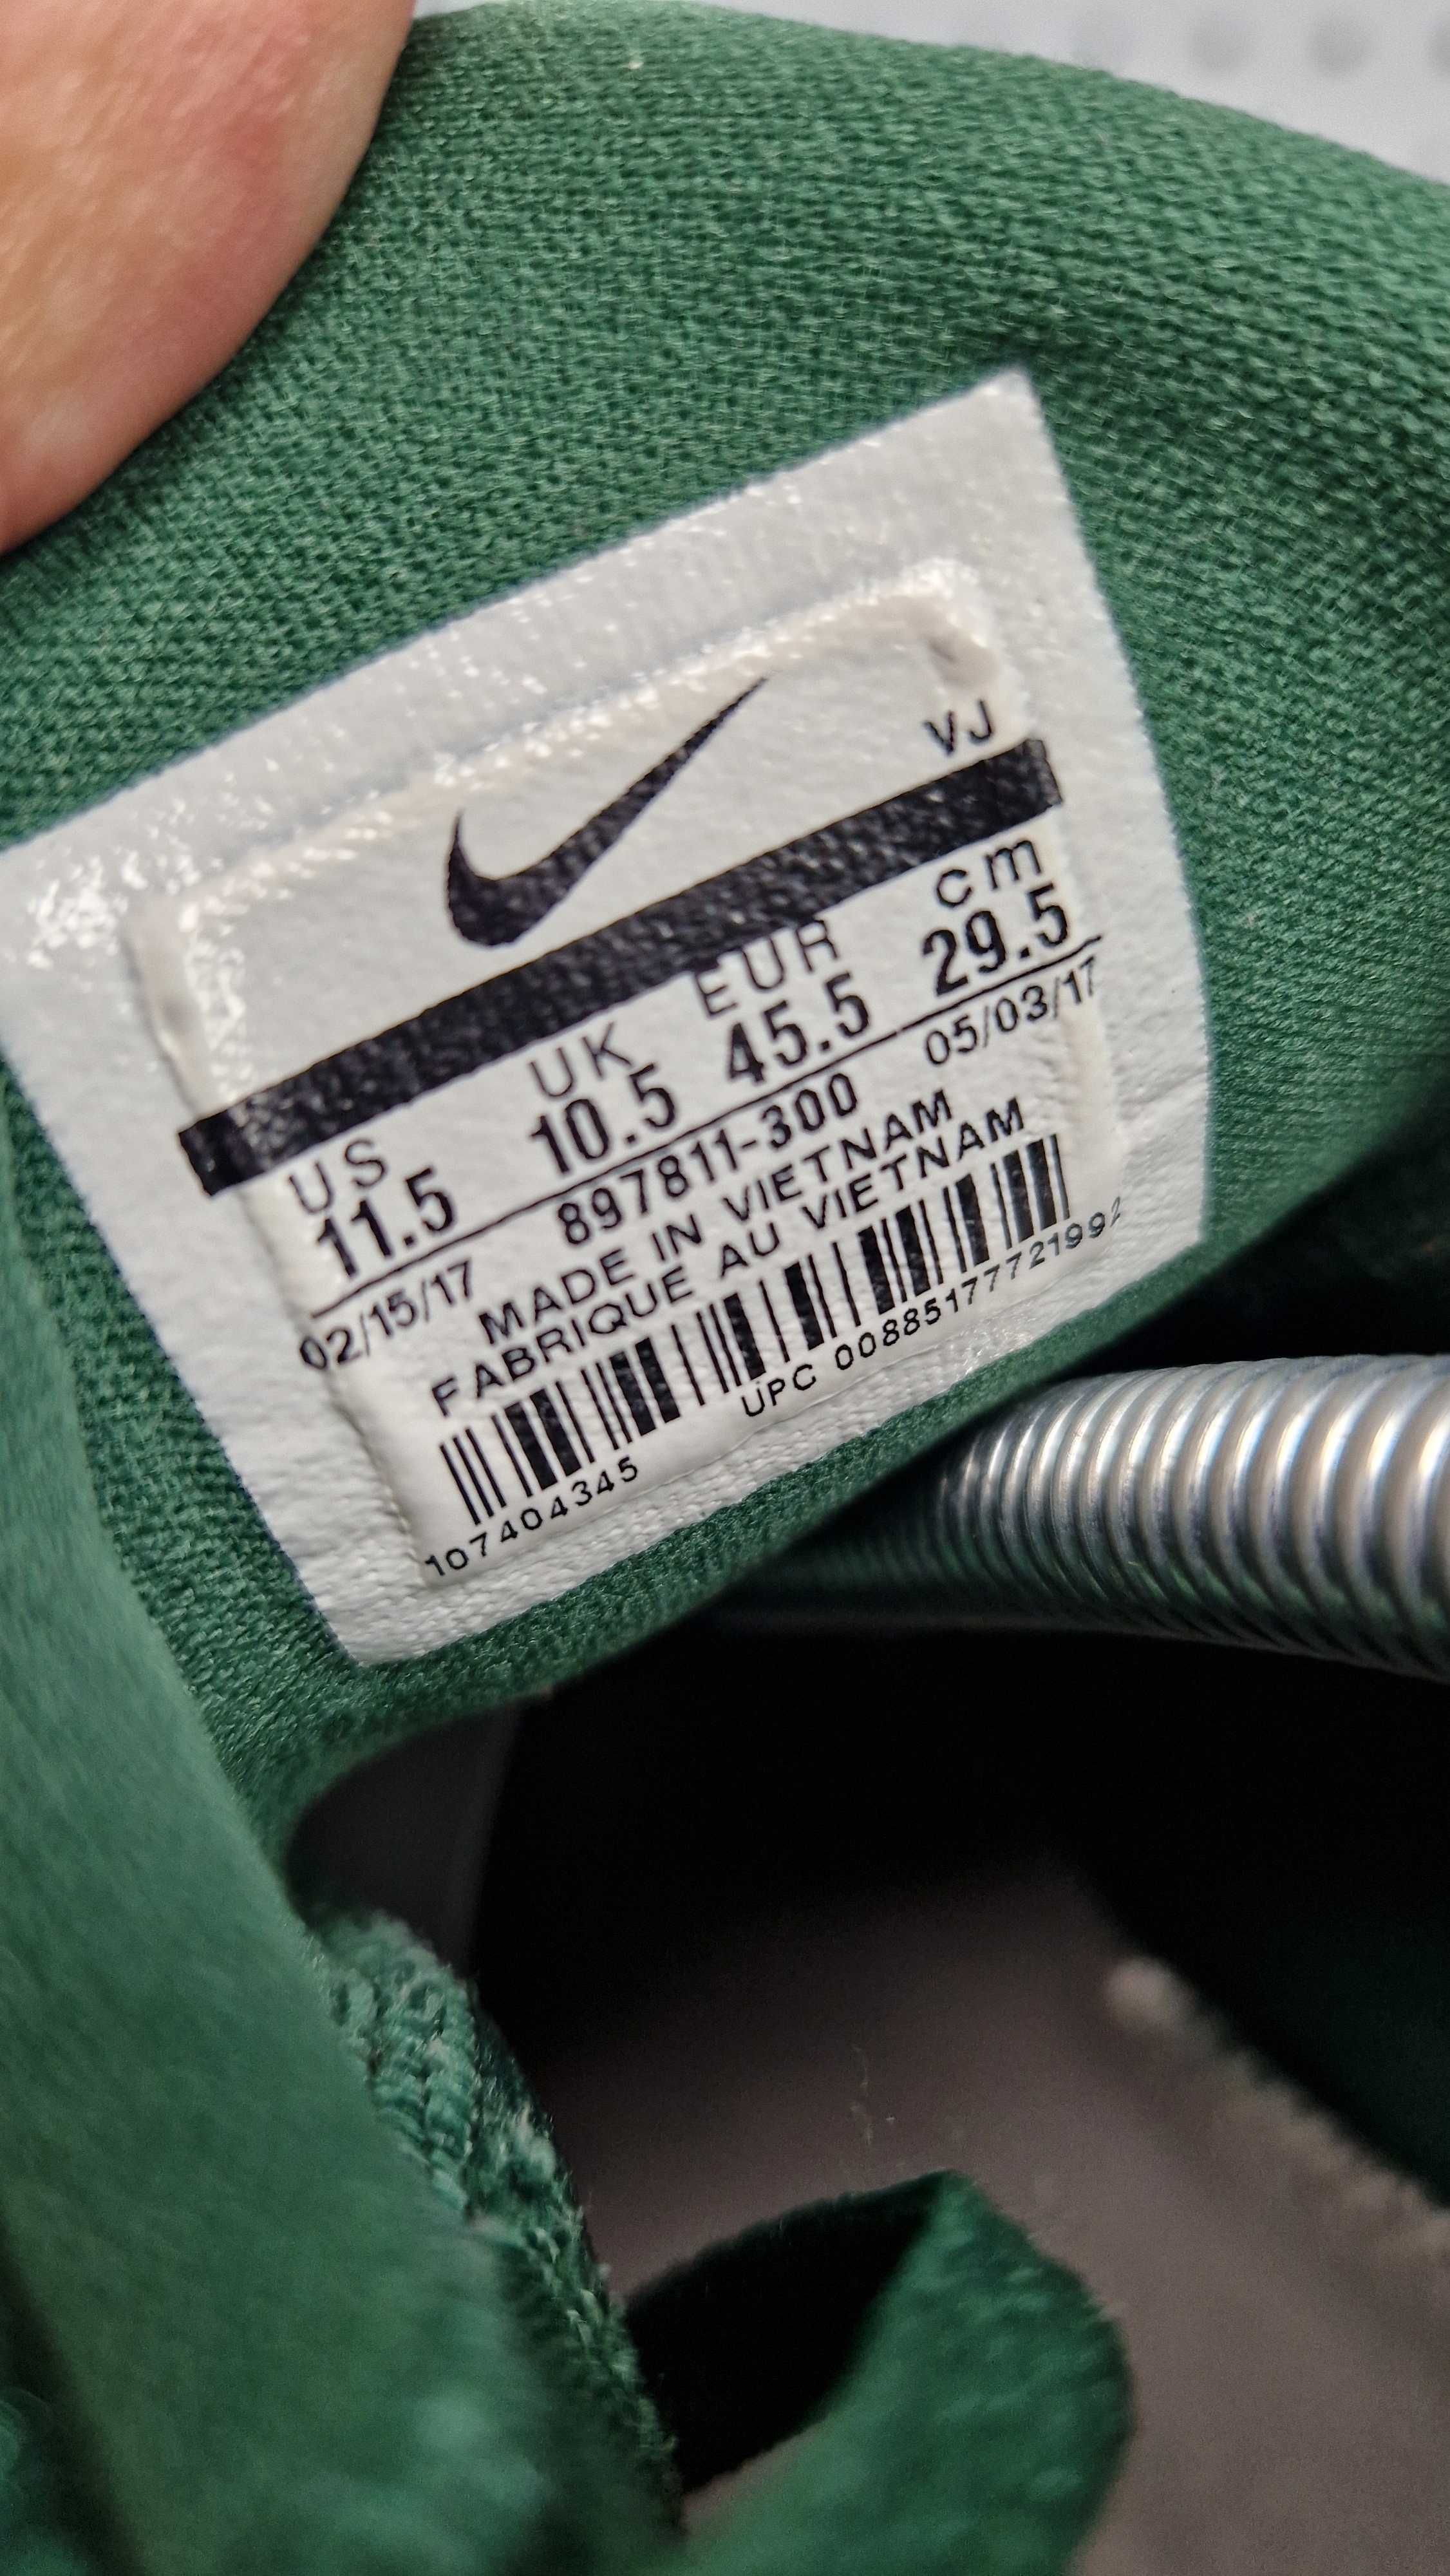 VJ
US UK EUR cm
11.5 10.5 45.5 29.5
02/15/17 897811-300 05/03/17
MADE IN VIETNAM
FABRIQUE AU VIETNAM
107404345 UPC 00885177721992